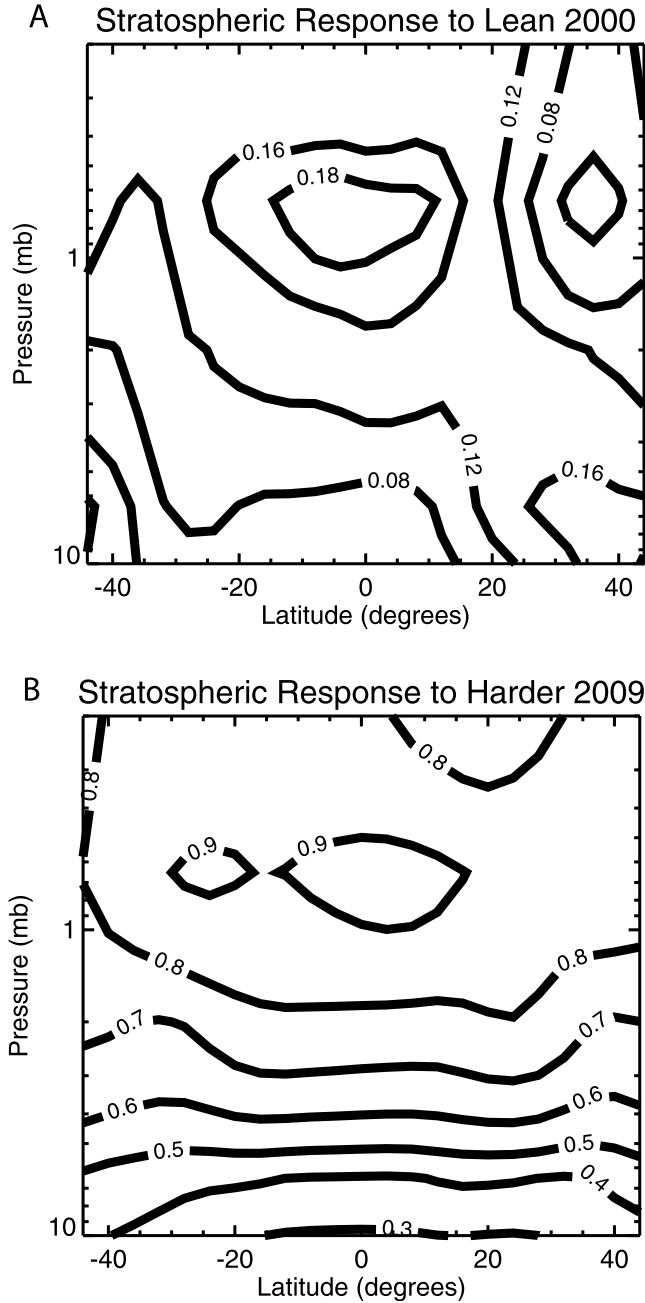 A
Stratospheric Response to Lean 2000
0.12
0.08
0.16
0.18
1
Pressure (mb)
0.12
0.16
0.08
10
-40 -20 0 20 40
Latitude (degrees)
B
Stratospheric Response to Harder 2009
0.8
0.8
0.9
0.9
1
Pressure (mb)
0.8
0.8
0.7
0.7
0.6
0.6
0.5
0.5
0.4
0.3
10
-40 -20 0 20 40
Latitude (degrees)